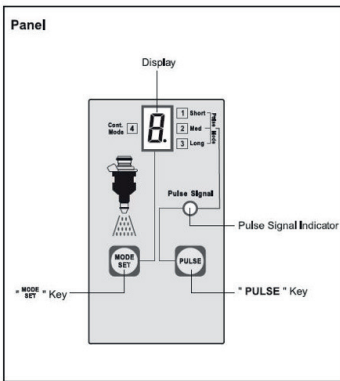 Panel
Display
Cont.
Mode
4
8.
1 Short
2 Med
3 Long
Pulse Mode
Pulse Signal
Pulse Signal Indicator
MODE
SET
PULSE
" MODE SET " Key
" PULSE " Key